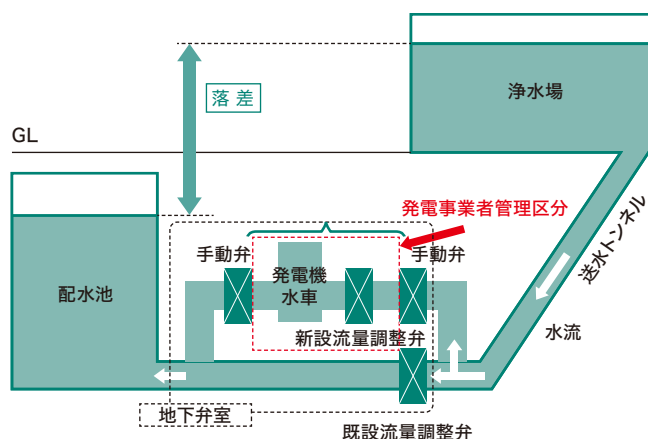 浄水場
落差
GL
発電事業者管理区分
手動弁
手動弁
発電機
水車
送水トンネル
配水池
新設流量調整弁
水流
地下弁室
既設流量調整弁